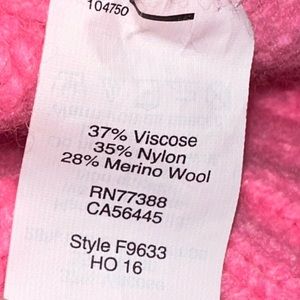 104750
37% Viscose
35% Nylon
28% Merino Wool
RN77388
CA56445
Style F9633
HO 16